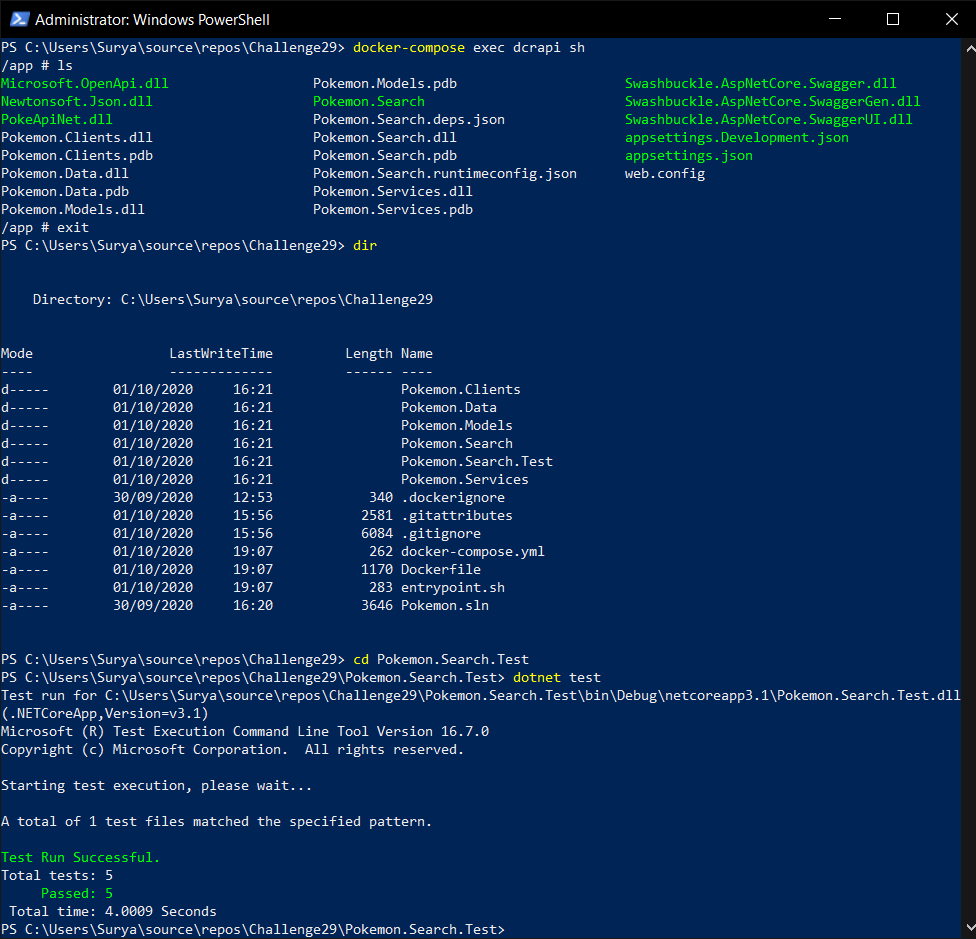 Administrator: Windows PowerShell
PS C:\Users\Surya\source\repos\Challenge29> docker-compose exec dcrapi sh
/app # ls
Microsoft.OpenApi.dll                  Pokemon.Models.pdb                     Swashbuckle.AspNetCore.Swagger.dll
Newtonsoft.Json.dll                    Pokemon.Search                         Swashbuckle.AspNetCore.SwaggerGen.dll
PokeApiNet.dll                         Pokemon.Search.deps.json               Swashbuckle.AspNetCore.SwaggerUI.dll
Pokemon.Clients.dll                    Pokemon.Search.dll                     appsettings.Development.json
Pokemon.Clients.pdb                    Pokemon.Search.pdb                     appsettings.json
Pokemon.Data.dll                       Pokemon.Search.runtimeconfig.json      web.config
Pokemon.Data.pdb                       Pokemon.Services.dll
Pokemon.Models.dll                     Pokemon.Services.pdb
/app # exit
PS C:\Users\Surya\source\repos\Challenge29> dir
    Directory: C:\Users\Surya\source\repos\Challenge29
Mode                 LastWriteTime         Length Name
----                 -------------         ------ ----
d-----        01/10/2020     16:21                Pokemon.Clients
d-----        01/10/2020     16:21                Pokemon.Data
d-----        01/10/2020     16:21                Pokemon.Models
d-----        01/10/2020     16:21                Pokemon.Search
d-----        01/10/2020     16:21                Pokemon.Search.Test
d-----        01/10/2020     16:21                Pokemon.Services
-a----        30/09/2020     12:53            340 .dockerignore
-a----        01/10/2020     15:56           2581 .gitattributes
-a----        01/10/2020     15:56           6084 .gitignore
-a----        01/10/2020     19:07            262 docker-compose.yml
-a----        01/10/2020     19:07           1170 Dockerfile
-a----        01/10/2020     19:07            283 entrypoint.sh
-a----        30/09/2020     16:20           3646 Pokemon.sln
PS C:\Users\Surya\source\repos\Challenge29> cd Pokemon.Search.Test
PS C:\Users\Surya\source\repos\Challenge29\Pokemon.Search.Test> dotnet test
Test run for C:\Users\Surya\source\repos\Challenge29\Pokemon.Search.Test\bin\Debug\netcoreapp3.1\Pokemon.Search.Test.dll
(.NETCoreApp,Version=v3.1)
Microsoft (R) Test Execution Command Line Tool Version 16.7.0
Copyright (c) Microsoft Corporation.  All rights reserved.
Starting test execution, please wait...
A total of 1 test files matched the specified pattern.
Test Run Successful.
Total tests: 5
     Passed: 5
 Total time: 4.0009 Seconds
PS C:\Users\Surya\source\repos\Challenge29\Pokemon.Search.Test>